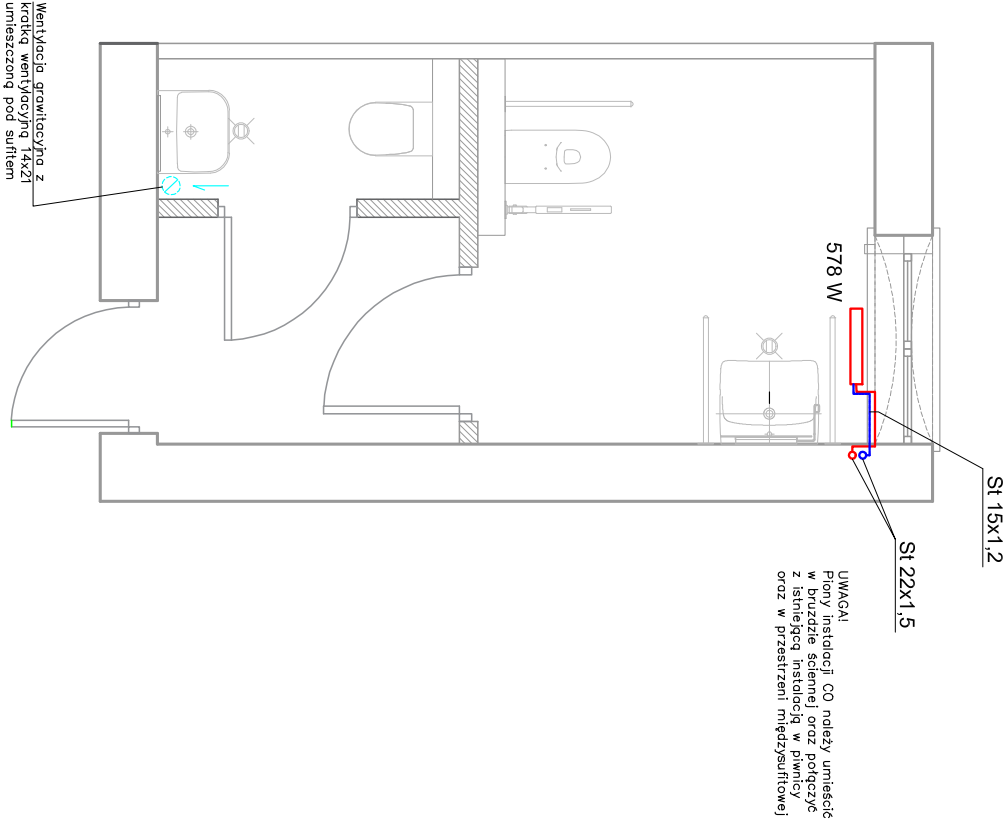 Wentylacja grawitacyjna z
kratką wentylacyjną 14x21
umieszczoną pod sufitem
578 W
St 15x1,2
St 22x1,5
UWAGA!
Piony instalacji CO należy umieścić
w bruzdzie ściennej oraz połączyć
z istniejącą instalacją w piwnicy
oraz w przestrzeni międzysufitowej